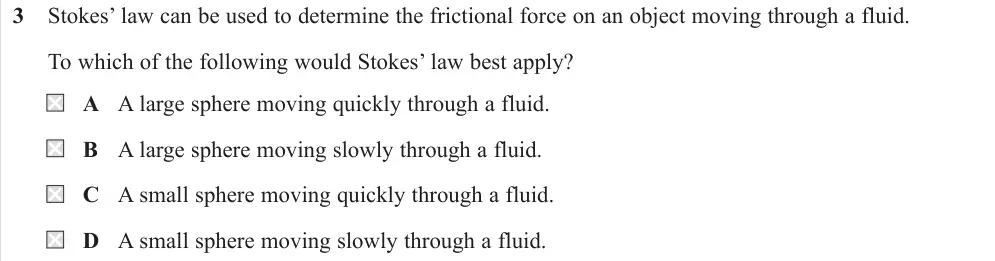 3 Stokes’ law can be used to determine the frictional force on an object moving through a fluid.
To which of the following would Stokes’ law best apply?
A A large sphere moving quickly through a fluid.
B A large sphere moving slowly through a fluid.
C A small sphere moving quickly through a fluid.
D A small sphere moving slowly through a fluid.